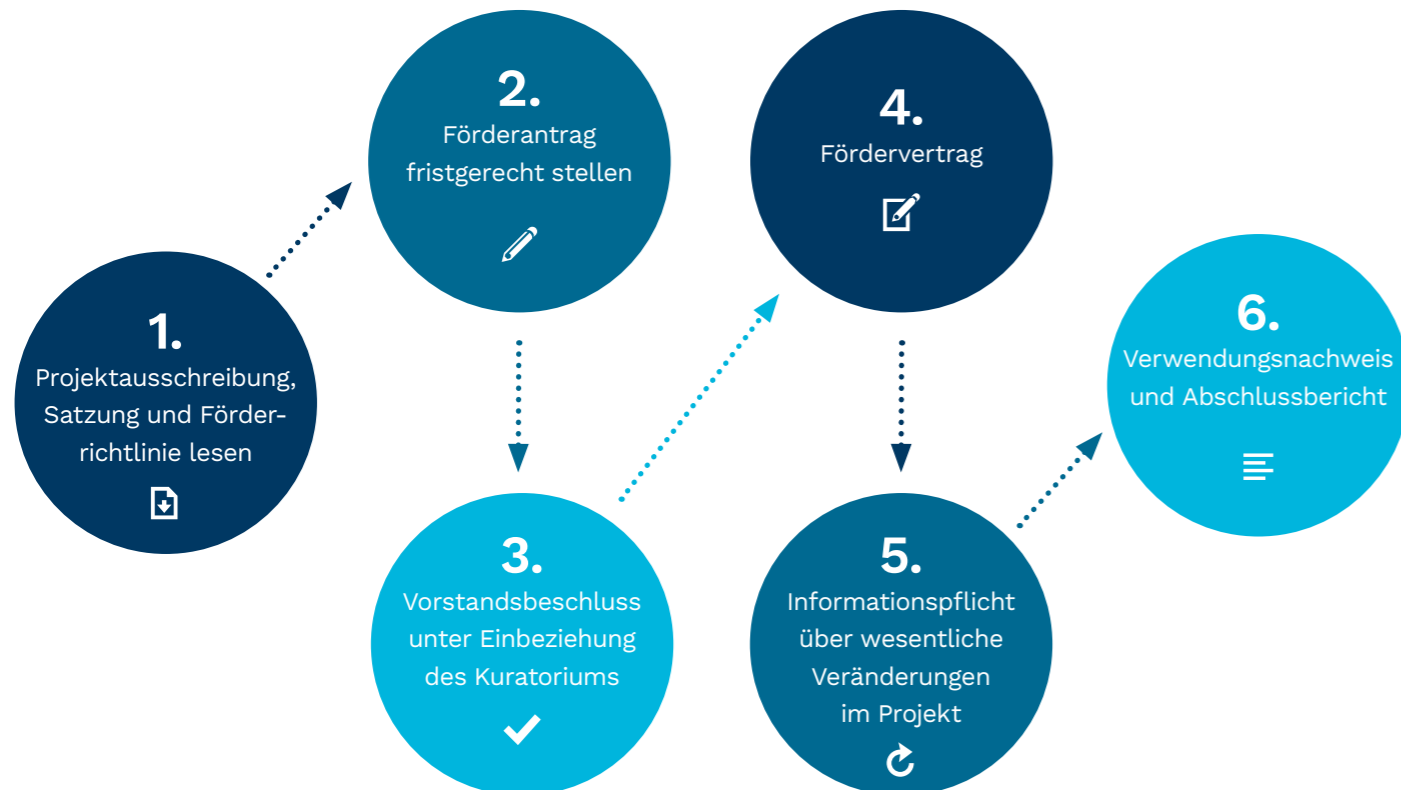 1.
Projektausschreibung,
Satzung und Förder-
richtlinie lesen
2.
Förderantrag
fristgerecht stellen
3.
Vorstandsbeschluss
unter Einbeziehung
des Kuratoriums
4.
Fördervertrag
5.
Informationspflicht
über wesentliche
Veränderungen
im Projekt
6.
Verwendungsnachweis
und Abschlussbericht